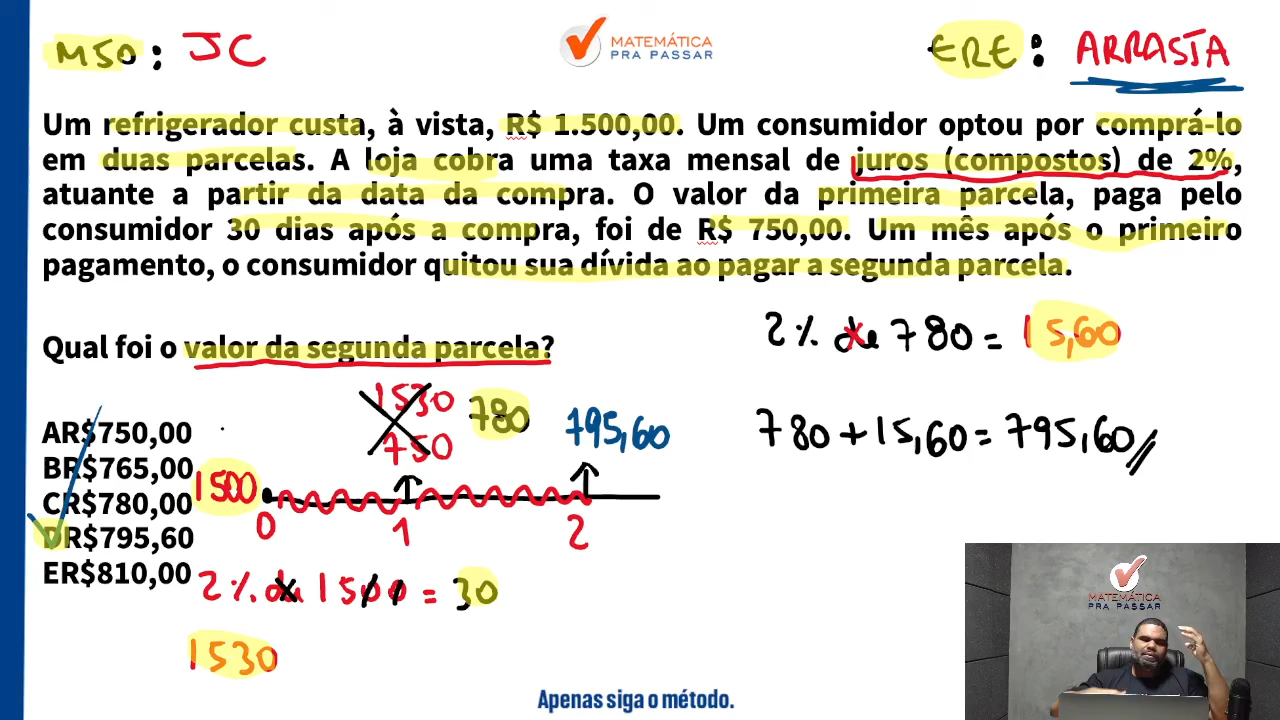 M50 : JC
MATEMÁTICA
PRA PASSAR
ERE : ARRASTA
Um refrigerador custa, à vista, R$ 1.500,00. Um consumidor optou por comprá-lo
em duas parcelas. A loja cobra uma taxa mensal de juros (compostos) de 2%,
atuante a partir da data da compra. O valor da primeira parcela, paga pelo
consumidor 30 dias após a compra, foi de R$ 750,00. Um mês após o primeiro
pagamento, o consumidor quitou sua dívida ao pagar a segunda parcela.
2% de 780 = 15,60
Qual foi o valor da segunda parcela?
1530
780
750
795,60
780 + 15,60 = 795,60
AR$750,00
BR$765,00
CR$780,00
DR$795,60
ER$810,00
1500
0 1 2
2% de 1500 = 30
1530
MATEMÁTICA
PRA PASSAR
Apenas siga o método.